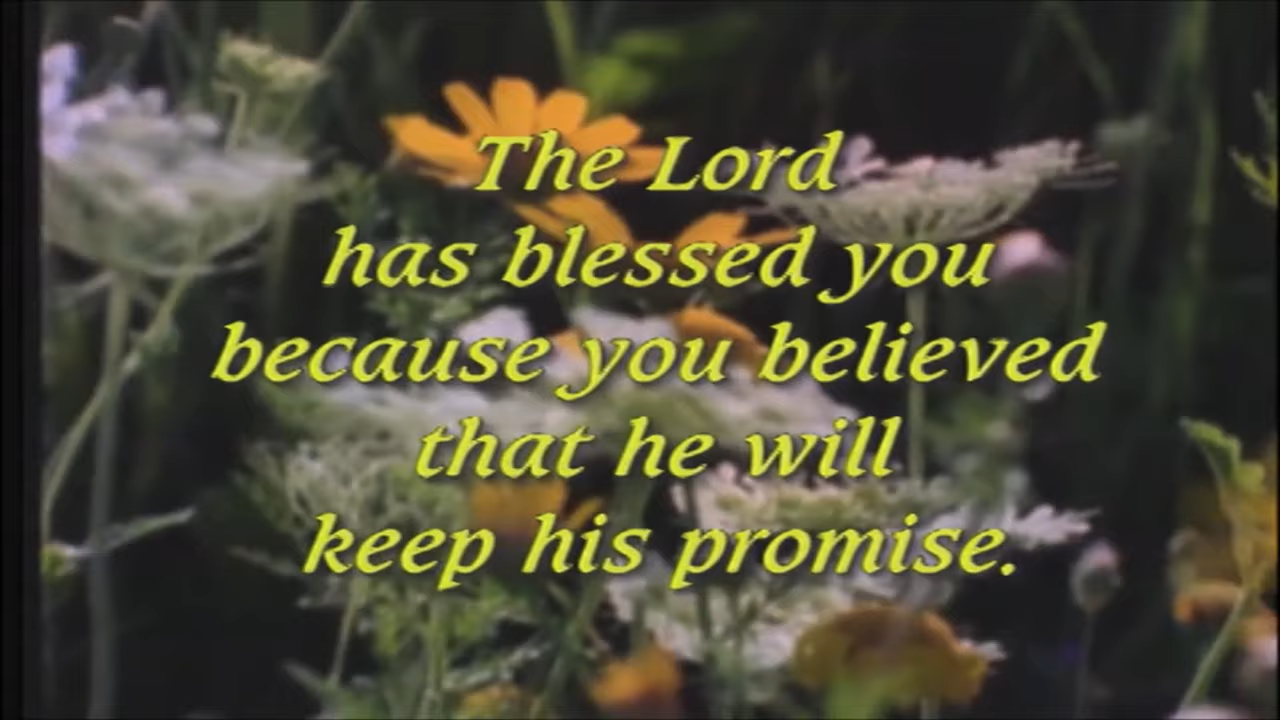 The Lord
has blessed you
because you believed
that he will
keep his promise.